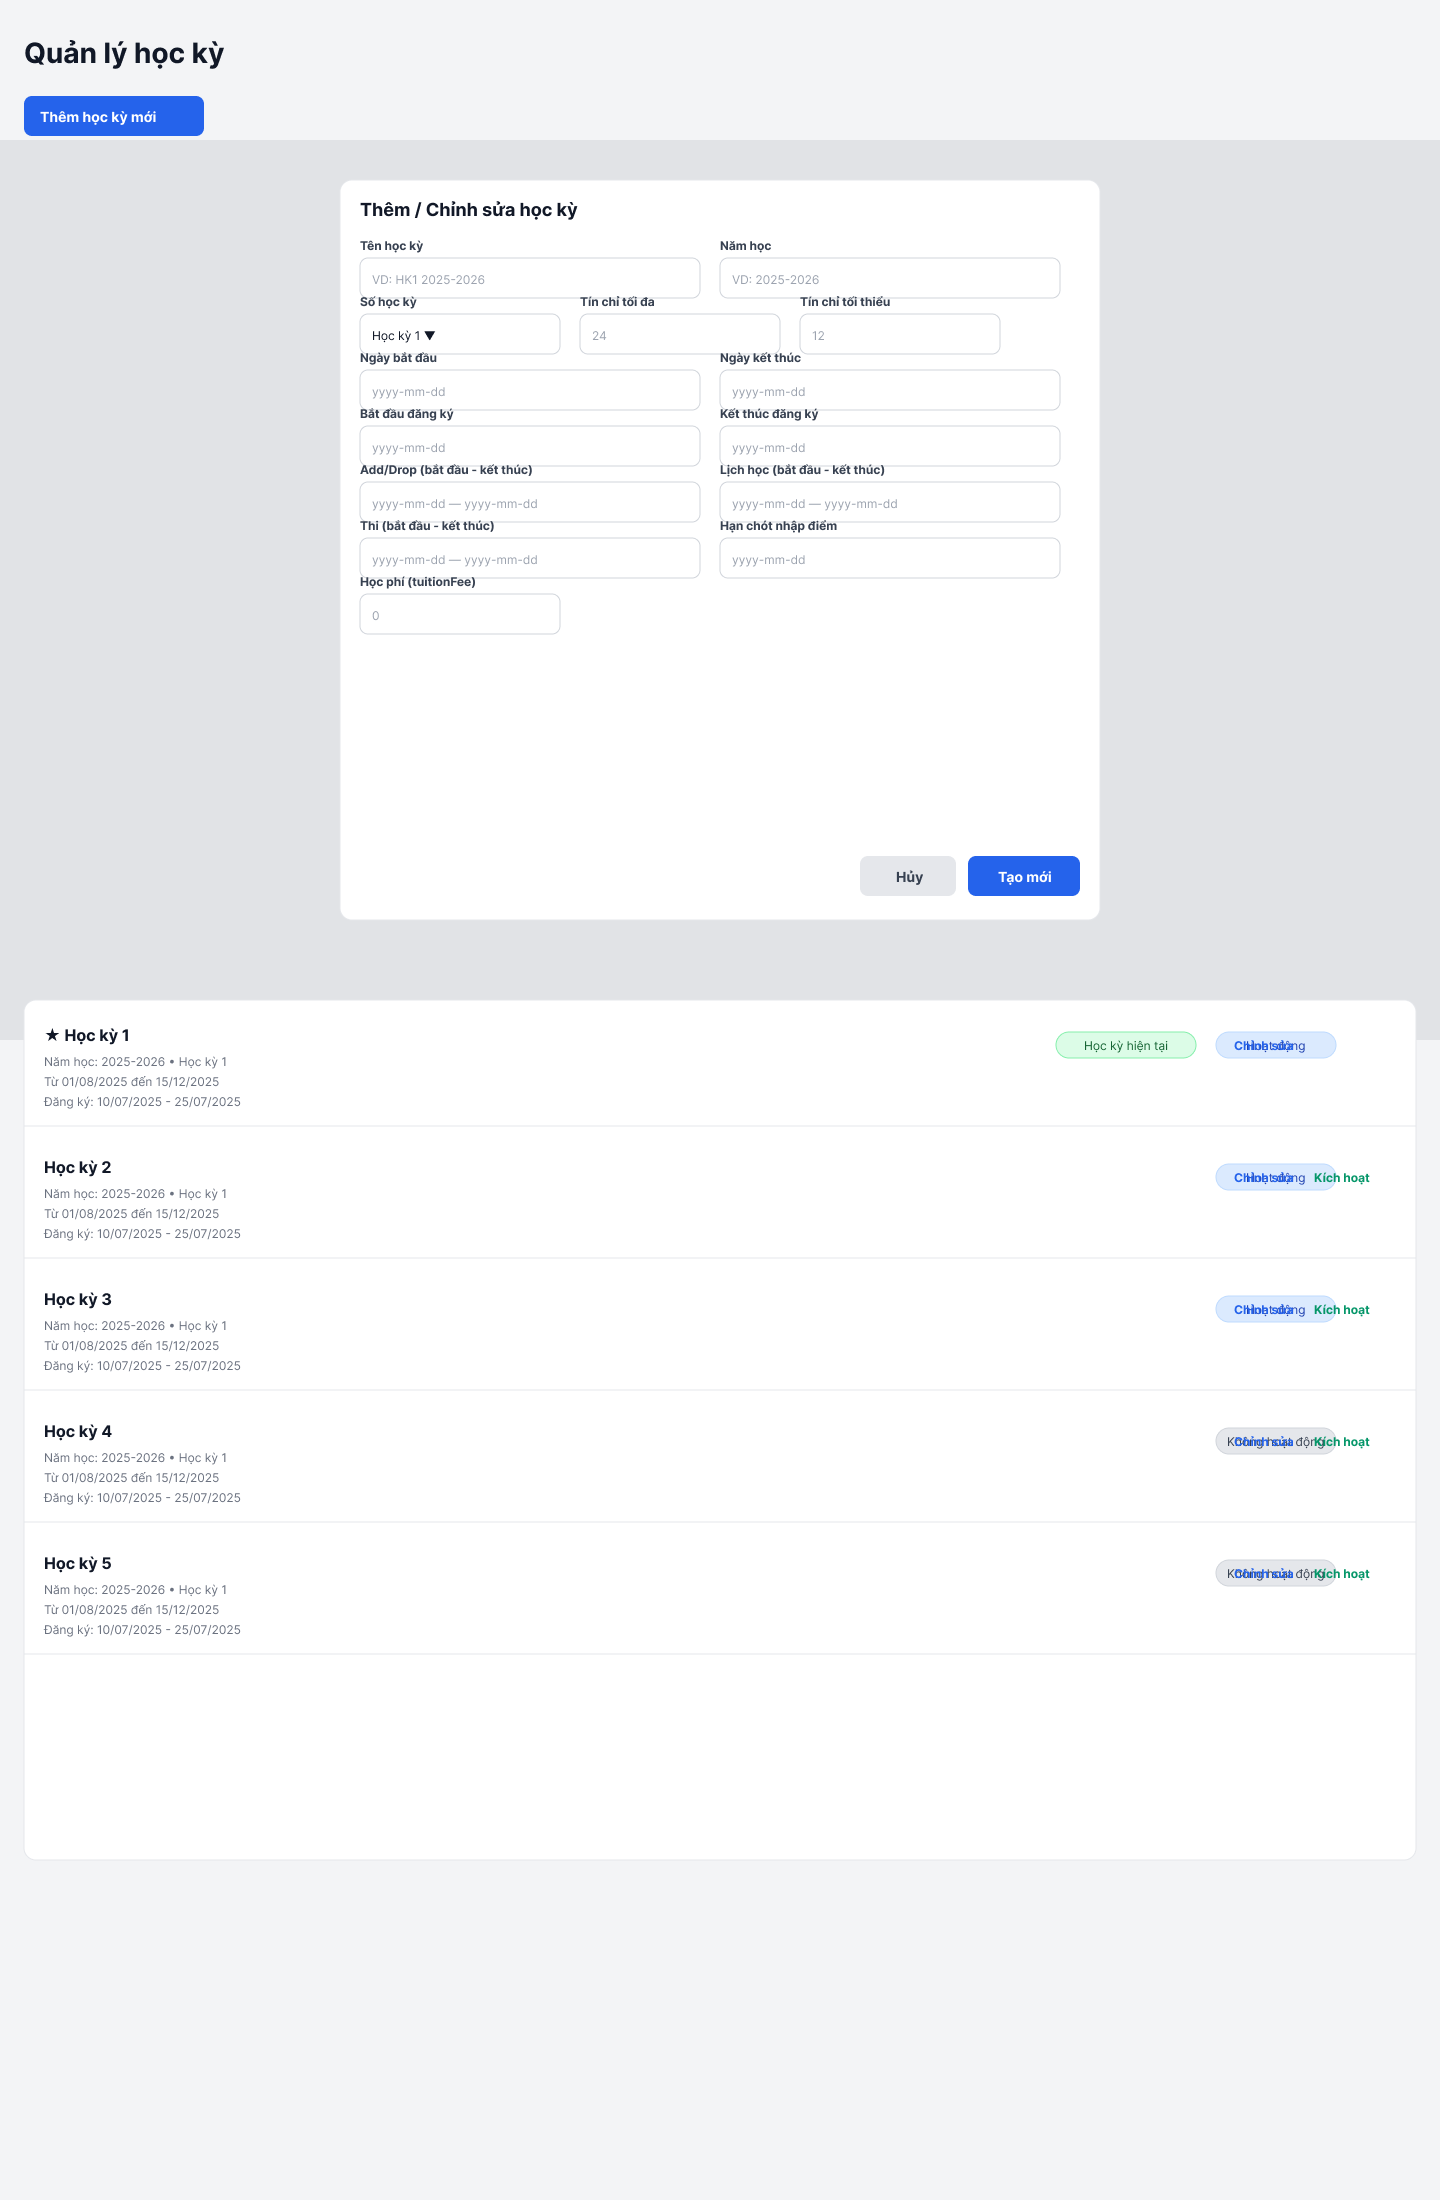 Quản lý học kỳ
Thêm học kỳ mới
Thêm / Chỉnh sửa học kỳ
Tên học kỳ Năm học
VD: HK1 2025-2026 VD: 2025-2026
Số học kỳ Tín chỉ tối đa Tín chỉ tối thiểu
Học kỳ 1 ▼ 24 12
Ngày bắt đầu Ngày kết thúc
yyyy-mm-dd yyyy-mm-dd
Bắt đầu đăng ký Kết thúc đăng ký
yyyy-mm-dd yyyy-mm-dd
Add/Drop (bắt đầu - kết thúc) Lịch học (bắt đầu - kết thúc)
yyyy-mm-dd — yyyy-mm-dd yyyy-mm-dd — yyyy-mm-dd
Thi (bắt đầu - kết thúc) Hạn chót nhập điểm
yyyy-mm-dd — yyyy-mm-dd yyyy-mm-dd
Học phí (tuitionFee)
0
Hủy Tạo mới
★ Học kỳ 1
Học kỳ hiện tại Hoạt động Chỉnh sửa
Năm học: 2025-2026 • Học kỳ 1
Từ 01/08/2025 đến 15/12/2025
Đăng ký: 10/07/2025 - 25/07/2025
Học kỳ 2
Hoạt động Chỉnh sửa Kích hoạt
Năm học: 2025-2026 • Học kỳ 1
Từ 01/08/2025 đến 15/12/2025
Đăng ký: 10/07/2025 - 25/07/2025
Học kỳ 3
Hoạt động Chỉnh sửa Kích hoạt
Năm học: 2025-2026 • Học kỳ 1
Từ 01/08/2025 đến 15/12/2025
Đăng ký: 10/07/2025 - 25/07/2025
Học kỳ 4
Không hoạt động Chỉnh sửa Kích hoạt
Năm học: 2025-2026 • Học kỳ 1
Từ 01/08/2025 đến 15/12/2025
Đăng ký: 10/07/2025 - 25/07/2025
Học kỳ 5
Không hoạt động Chỉnh sửa Kích hoạt
Năm học: 2025-2026 • Học kỳ 1
Từ 01/08/2025 đến 15/12/2025
Đăng ký: 10/07/2025 - 25/07/2025